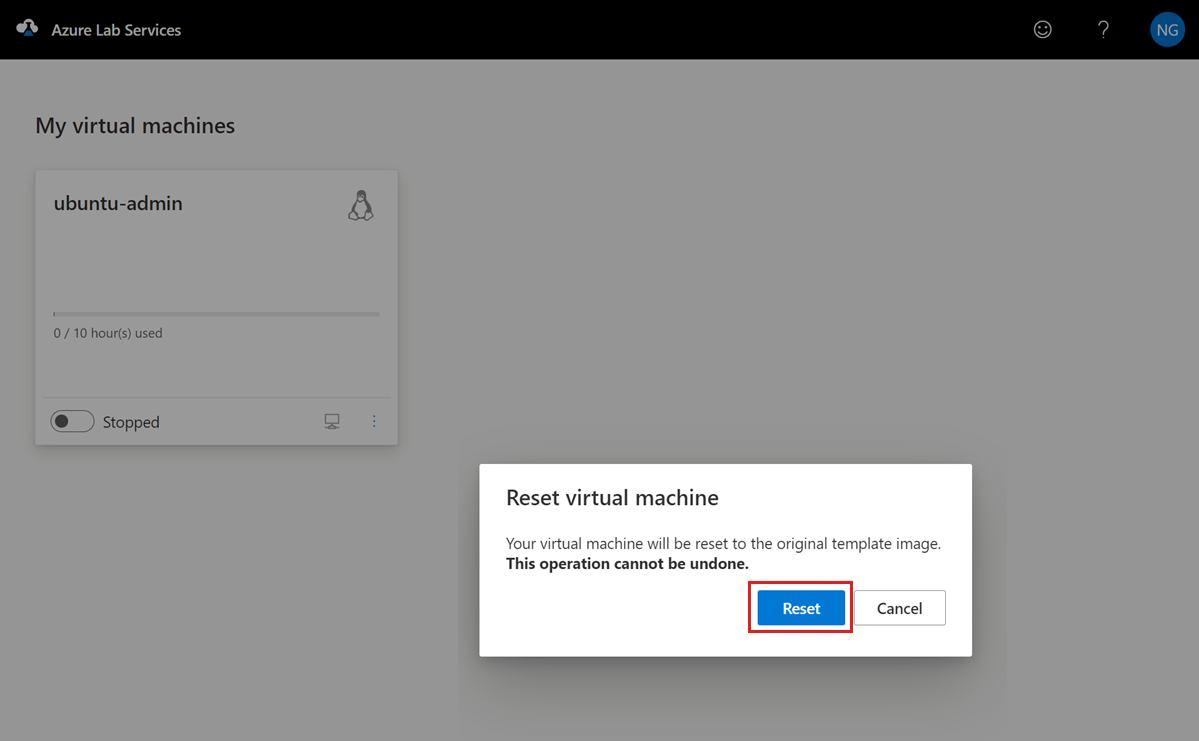 Azure Lab Services
?
NG
My virtual machines
ubuntu-admin
0 / 10 hour(s) used
Stopped
Reset virtual machine
Your virtual machine will be reset to the original template image.
This operation cannot be undone.
Reset
Cancel